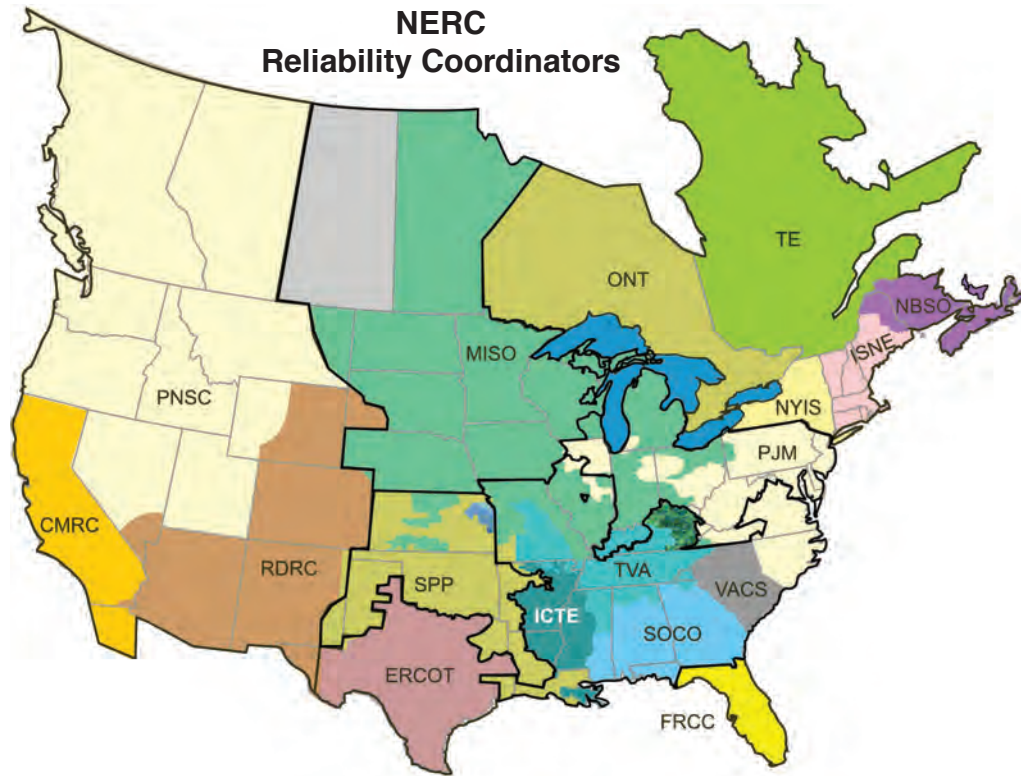 NERC
Reliability Coordinators
TE
ONT
NBSO
MISO
ISNE
PNSC
NYIS
PJM
CMRC
RDRC
SPP
TVA
VACS
ICTE
SOCO
ERCOT
FRCC